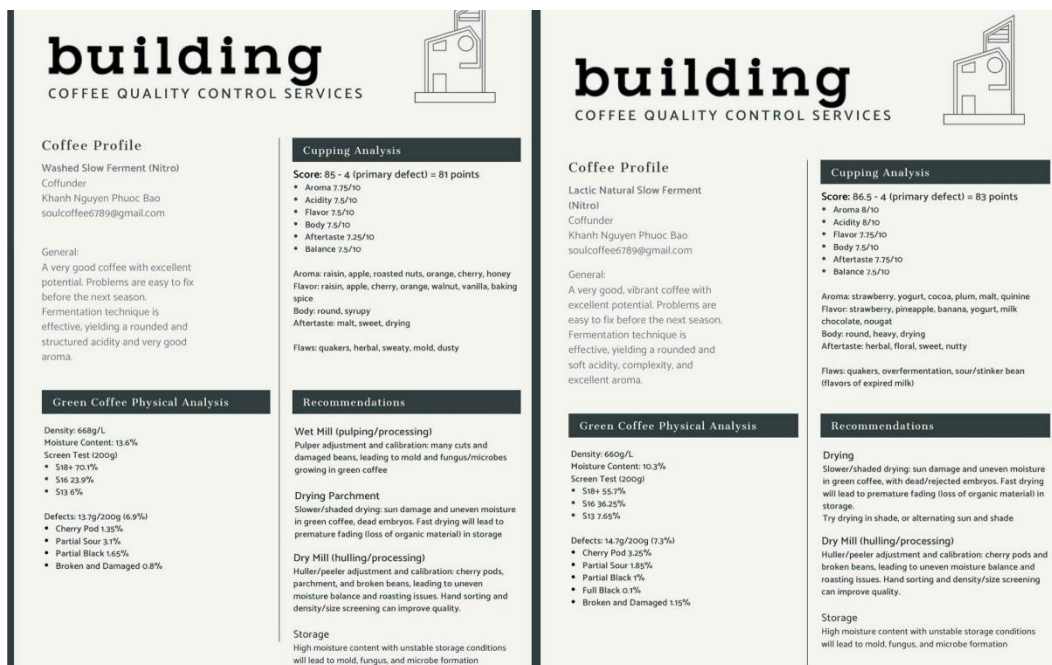 building
COFFEE QUALITY CONTROL SERVICES
Coffee Profile
Washed Slow Ferment (Nitro)
Coffunder
Khanh Nguyen Phuoc Bao
soulcoffee6789@gmail.com
General:
A very good coffee with excellent
potential. Problems are easy to fix
before the next season.
Fermentation technique is
effective, yielding a rounded and
structured acidity and very good
aroma.
Cupping Analysis
Score: 85 - 4 (primary defect) = 81 points
• Aroma 7.75/10
• Acidity 7.5/10
• Flavor 7.5/10
• Body 7.5/10
• Aftertaste 7.25/10
• Balance 7.5/10
Aroma: raisin, apple, roasted nuts, orange, cherry, honey
Flavor: raisin, apple, cherry, orange, walnut, vanilla, baking
spice
Body: round, syrupy
Aftertaste: malt, sweet, drying
Flaws: quakers, herbal, sweaty, mold, dusty
Green Coffee Physical Analysis
Density: 668g/L
Moisture Content: 13.6%
Screen Test (200g)
• S18+ 70.1%
• S16 23.9%
• S13 6%
Defects: 13.7g/200g (6.9%)
• Cherry Pod 1.35%
• Partial Sour 3.1%
• Partial Black 1.65%
• Broken and Damaged 0.8%
Recommendations
Wet Mill (pulping/processing)
Pulper adjustment and calibration: many cuts and
damaged beans, leading to mold and fungus/microbes
growing in green coffee
Drying Parchment
Slower/shaded drying: sun damage and uneven moisture
in green coffee, dead embryos. Fast drying will lead to
premature fading (loss of organic material) in storage
Dry Mill (hulling/processing)
Huller/peeler adjustment and calibration: cherry pods,
parchment, and broken beans, leading to uneven
moisture balance and roasting issues. Hand sorting and
density/size screening can improve quality.
Storage
High moisture content with unstable storage conditions
will lead to mold, fungus, and microbe formation
building
COFFEE QUALITY CONTROL SERVICES
Coffee Profile
Lactic Natural Slow Ferment
(Nitro)
Coffunder
Khanh Nguyen Phuoc Bao
soulcoffee6789@gmail.com
General:
A very good, vibrant coffee with
excellent potential. Problems are
easy to fix before the next season.
Fermentation technique is
effective, yielding a rounded and
soft acidity, complexity, and
excellent aroma.
Cupping Analysis
Score: 86.5 - 4 (primary defect) = 83 points
• Aroma 8/10
• Acidity 8/10
• Flavor 7.75/10
• Body 7.5/10
• Aftertaste 7.75/10
• Balance 7.5/10
Aroma: strawberry, yogurt, cocoa, plum, malt, quinine
Flavor: strawberry, pineapple, banana, yogurt, milk
chocolate, nougat
Body: round, heavy, drying
Aftertaste: herbal, floral, sweet, nutty
Flaws: quakers, overfermentation, sour/stinker bean
(flavors of expired milk)
Green Coffee Physical Analysis
Density: 660g/L
Moisture Content: 10.3%
Screen Test (200g)
• S18+ 55.7%
• S16 36.25%
• S13 7.65%
Defects: 14.7g/200g (7.3%)
• Cherry Pod 3.25%
• Partial Sour 1.85%
• Partial Black 1%
• Full Black 0.1%
• Broken and Damaged 1.15%
Recommendations
Drying
Slower/shaded drying: sun damage and uneven moisture
in green coffee, with dead/rejected embryos. Fast drying
will lead to premature fading (loss of organic material) in
storage.
Try drying in shade, or alternating sun and shade
Dry Mill (hulling/processing)
Huller/peeler adjustment and calibration: cherry pods and
broken beans, leading to uneven moisture balance and
roasting issues. Hand sorting and density/size screening
can improve quality.
Storage
High moisture content with unstable storage conditions
will lead to mold, fungus, and microbe formation